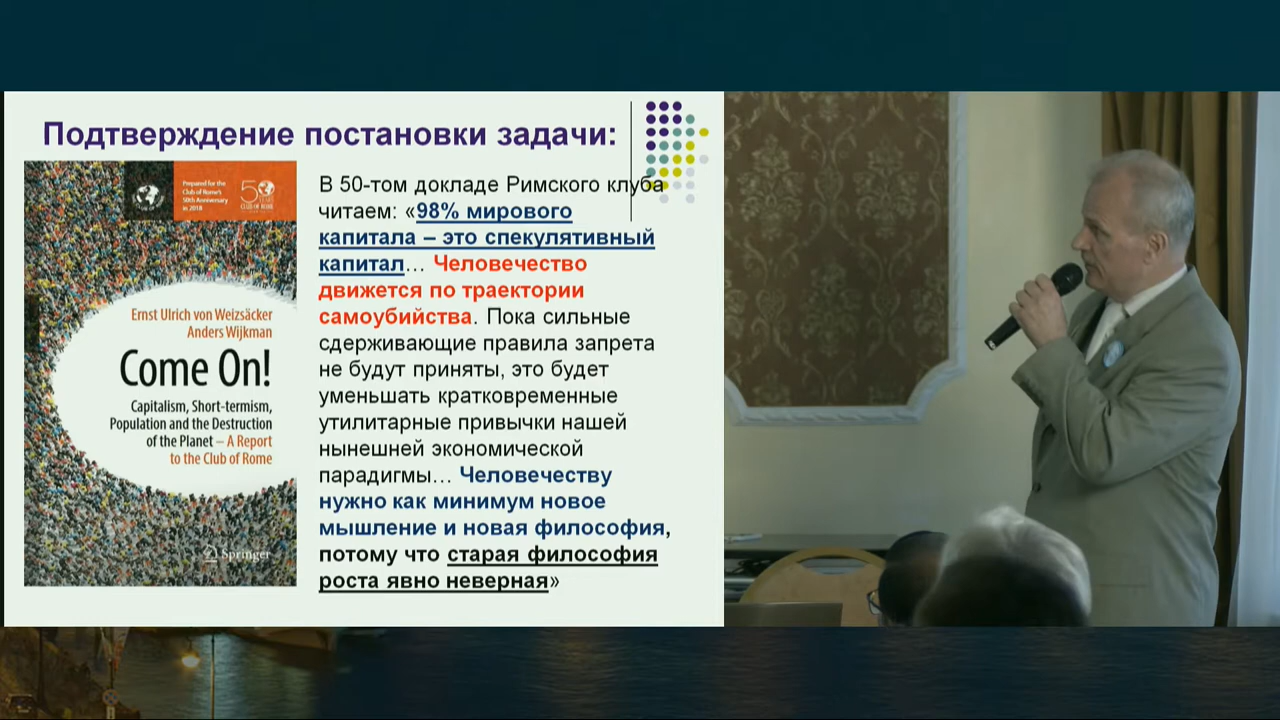 Подтверждение постановки задачи:
Prepared for the
Club of Rome's
50th Anniversary
in 2018
50
YEARS
CLUB OF ROME
Ernst Ulrich von Weizsäcker
Anders Wijkman
Come On!
Capitalism, Short-termism,
Population and the Destruction
of the Planet – A Report
to the Club of Rome
Springer
В 50-том докладе Римского клуба
читаем: «98% мирового
капитала – это спекулятивный
капитал… Человечество
движется по траектории
самоубийства. Пока сильные
сдерживающие правила запрета
не будут приняты, это будет
уменьшать кратковременные
утилитарные привычки нашей
нынешней экономической
парадигмы… Человечеству
нужно как минимум новое
мышление и новая философия,
потому что старая философия
роста явно неверная»